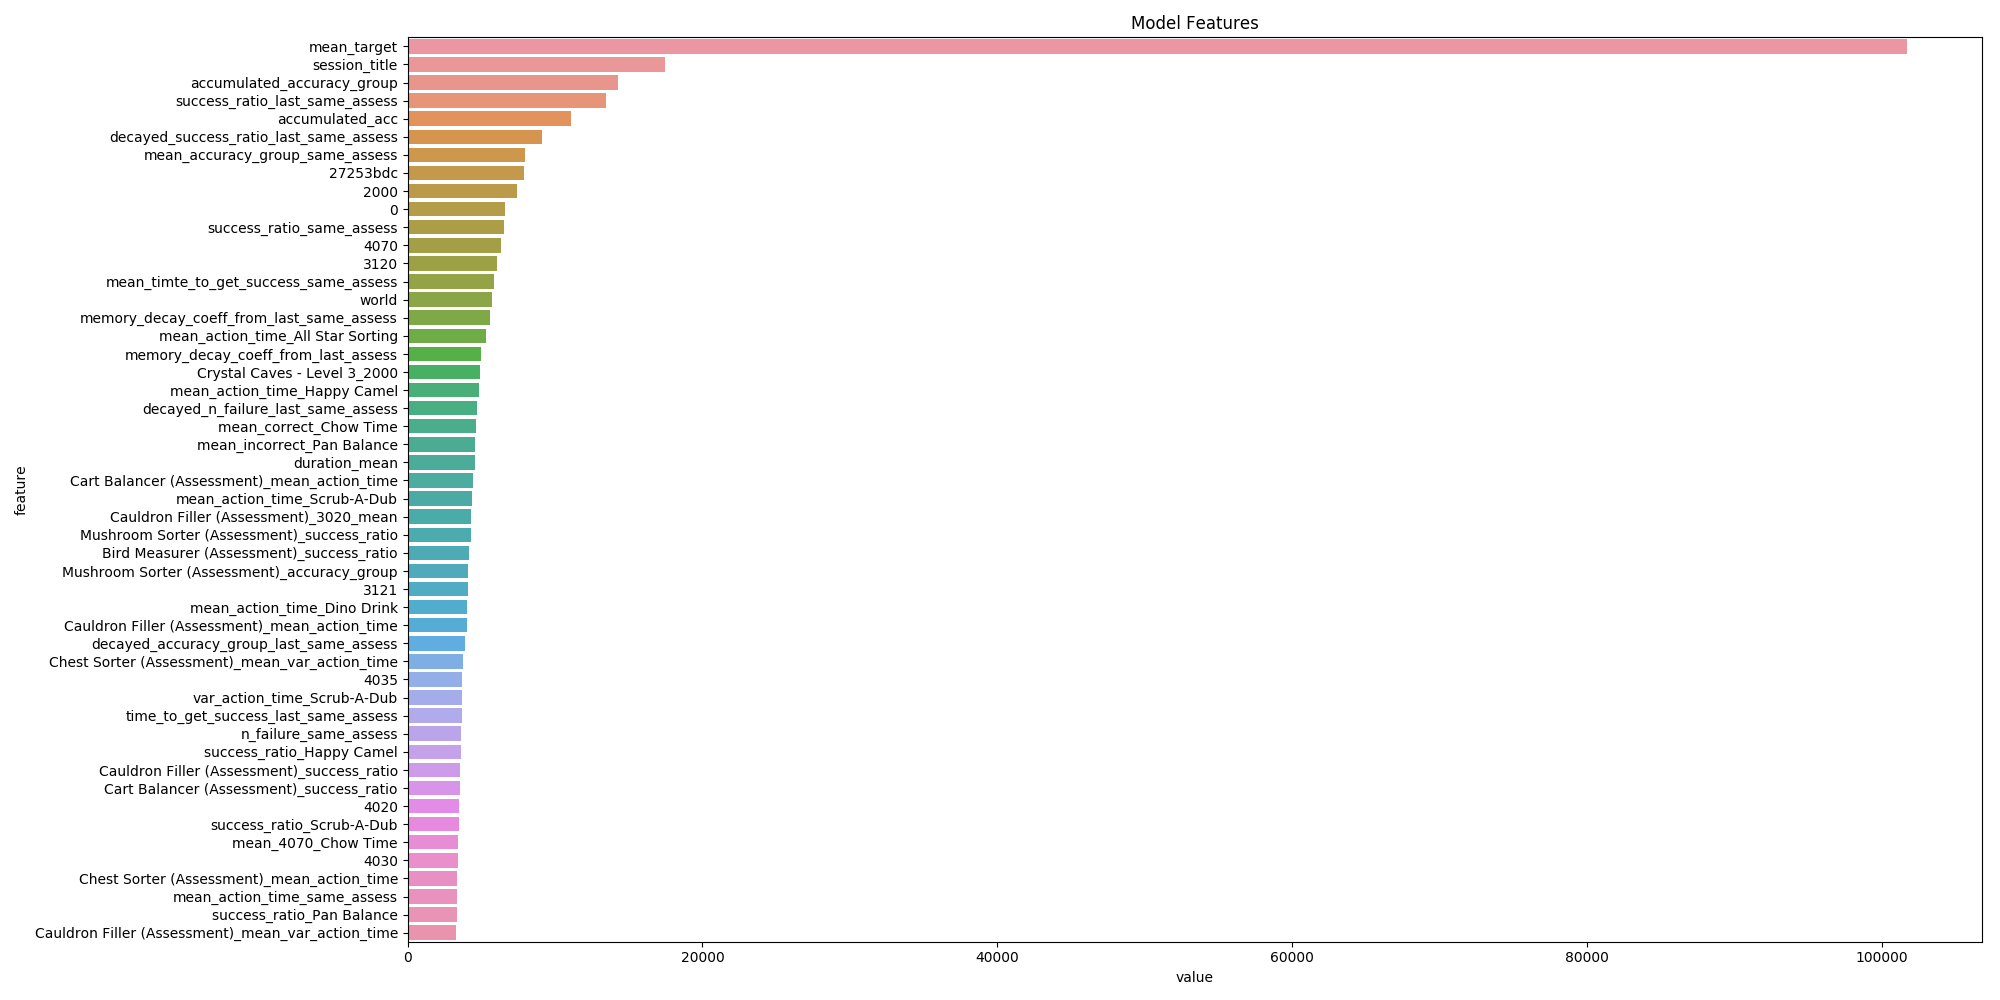 Model Features
mean_target
session_title
accumulated_accuracy_group
success_ratio_last_same_assess
accumulated_acc
decayed_success_ratio_last_same_assess
mean_accuracy_group_same_assess
27253bdc
2000
0
success_ratio_same_assess
4070
3120
mean_timte_to_get_success_same_assess
world
memory_decay_coeff_from_last_same_assess
mean_action_time_All Star Sorting
memory_decay_coeff_from_last_assess
Crystal Caves - Level 3_2000
mean_action_time_Happy Camel
decayed_n_failure_last_same_assess
mean_correct_Chow Time
mean_incorrect_Pan Balance
duration_mean
Cart Balancer (Assessment)_mean_action_time
mean_action_time_Scrub-A-Dub
Cauldron Filler (Assessment)_3020_mean
Mushroom Sorter (Assessment)_success_ratio
Bird Measurer (Assessment)_success_ratio
Mushroom Sorter (Assessment)_accuracy_group
3121
mean_action_time_Dino Drink
Cauldron Filler (Assessment)_mean_action_time
decayed_accuracy_group_last_same_assess
Chest Sorter (Assessment)_mean_var_action_time
4035
var_action_time_Scrub-A-Dub
time_to_get_success_last_same_assess
n_failure_same_assess
success_ratio_Happy Camel
Cauldron Filler (Assessment)_success_ratio
Cart Balancer (Assessment)_success_ratio
4020
success_ratio_Scrub-A-Dub
mean_4070_Chow Time
4030
Chest Sorter (Assessment)_mean_action_time
mean_action_time_same_assess
success_ratio_Pan Balance
Cauldron Filler (Assessment)_mean_var_action_time
feature
0 20000 40000 60000 80000 100000
value